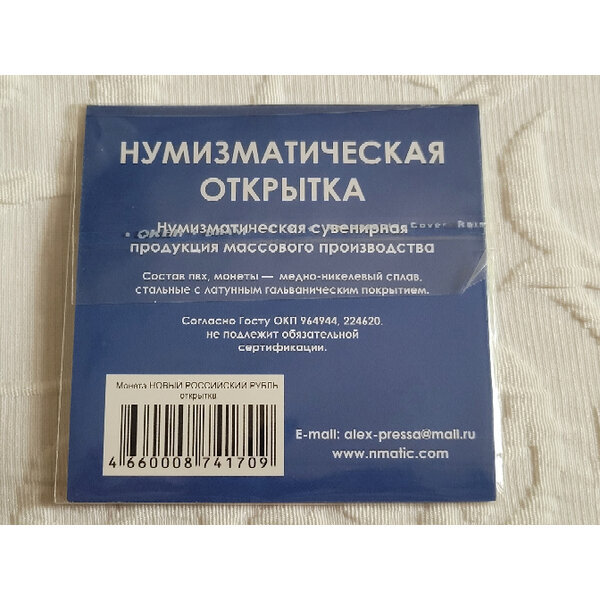 НУМИЗМАТИЧЕСКАЯ
ОТКРЫТКА
Нумизматическая сувенирная
продукция массового производства
Состав пвх, монеты — медно-никелевый сплав.
стальные с латунным гальваническим покрытием.
Согласно Госту ОКП 964944, 224620.
не подлежит обязательной
сертификации.
Монета НОВЫЙ РОССИЙСКИЙ РУБЛЬ
открытка
4 660008 741709
E-mail: alex-pressa@mail.ru
www.nmatic.com